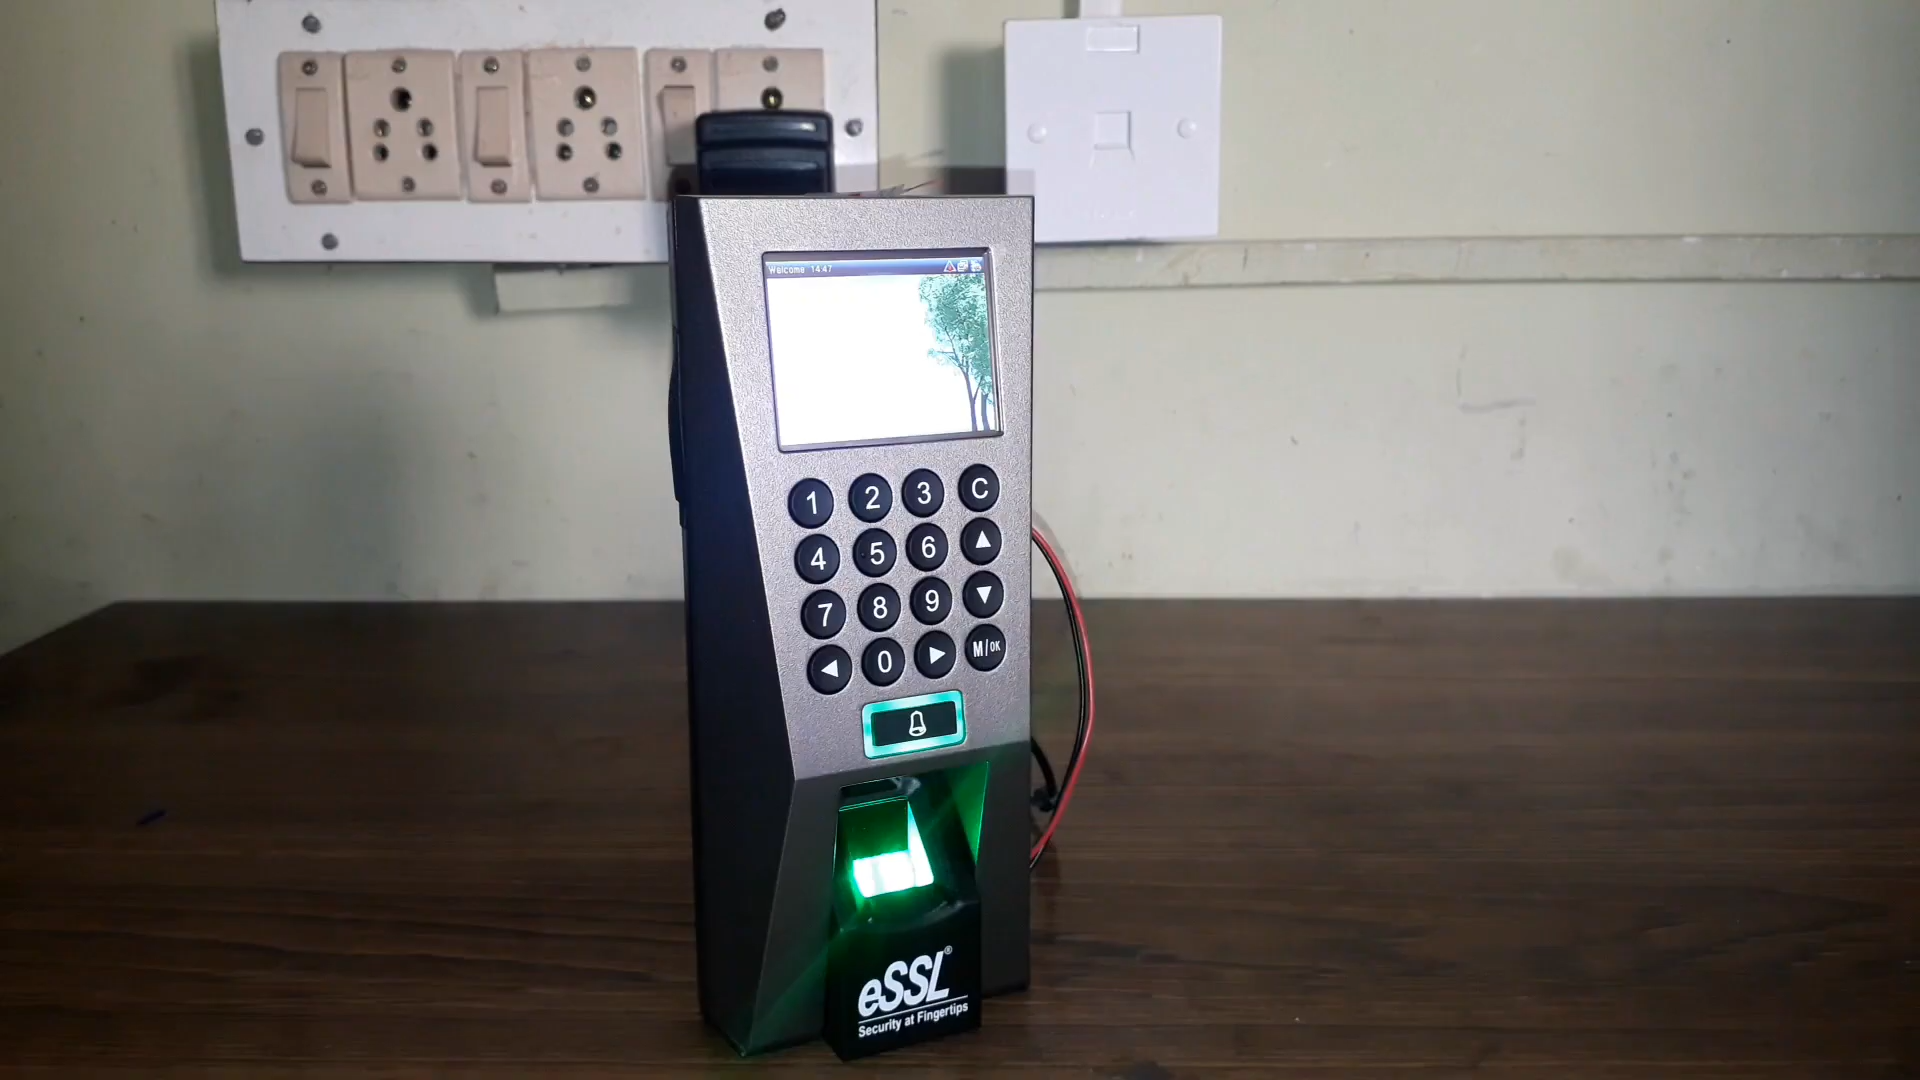 Welcome 14:47
1 2 3 C
4 5 6 ▲
7 8 9 ▼
◀ 0 ▶ M/OK
eSSL®
Security at Fingertips